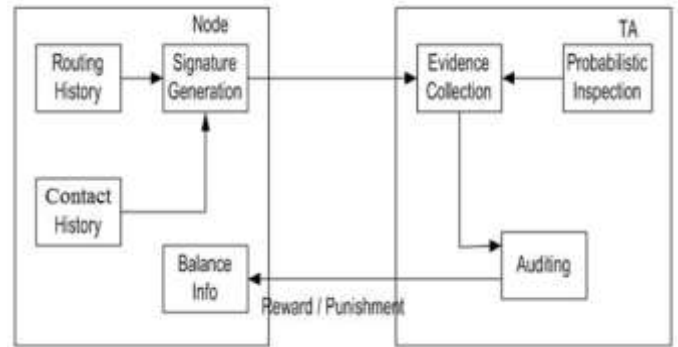 Node
TA
Routing
History
Signature
Generation
Evidence
Collection
Probabilistic
Inspection
Contact
History
Balance
Info
Auditing
Reward / Punishment